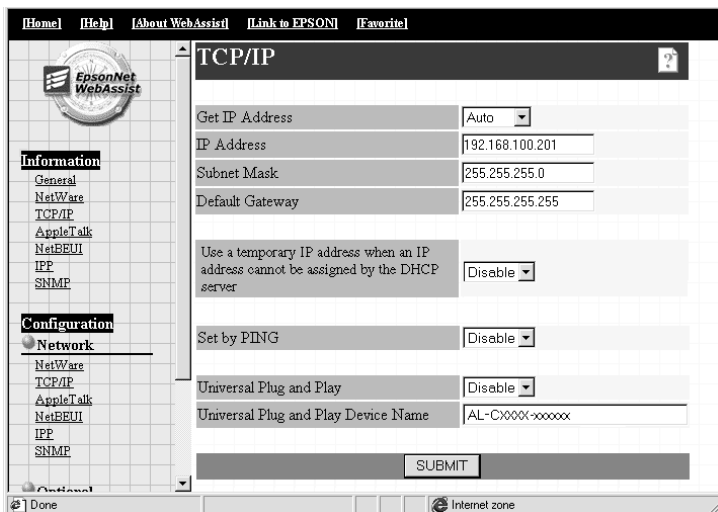 [Home] [Help] [About WebAssist] [Link to EPSON] [Favorite]
EpsonNet
WebAssist
Information
General
NetWare
TCP/IP
AppleTalk
NetBEUI
IPP
SNMP
Configuration
Network
NetWare
TCP/IP
AppleTalk
NetBEUI
IPP
SNMP
Optional
TCP/IP
?
Get IP Address Auto
IP Address 192.168.100.201
Subnet Mask 255.255.255.0
Default Gateway 255.255.255.255
Use a temporary IP address when an IP
address cannot be assigned by the DHCP
server
Disable
Set by PING Disable
Universal Plug and Play Disable
Universal Plug and Play Device Name AL-CXXXX-xxxxxx
SUBMIT
Done Internet zone